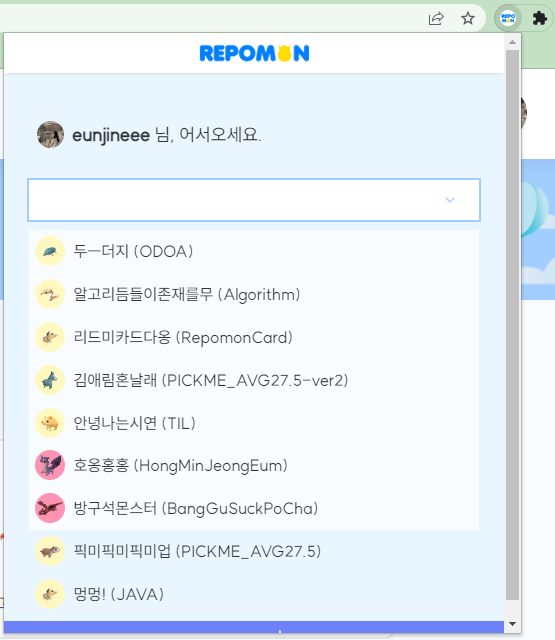 REPO MON
REPOMON
eunjineee 님, 어서오세요.
두ㅡ더지 (ODOA)
알고리듬들이존재를무 (Algorithm)
리드미카드다옹 (RepomonCard)
김애림혼날래 (PICKME_AVG27.5-ver2)
안녕나는시연 (TIL)
호옹홍홍 (HongMinJeongEum)
방구석몬스터 (BangGuSuckPoCha)
픽미픽미픽미업 (PICKME_AVG27.5)
멍멍! (JAVA)